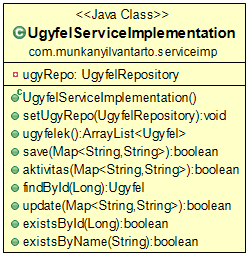 <<Java Class>>
UgyfelServiceImplementation
com.munkanyilvantarto.serviceimp
ugyRepo: UgyfelRepository
UgyfelServiceImplementation()
setUgyRepo(UgyfelRepository):void
ugyfelek():ArrayList<Ugyfel>
save(Map<String,String>):boolean
aktivitas(Map<String,String>):boolean
findById(Long):Ugyfel
update(Map<String,String>):boolean
existsById(Long):boolean
existsByName(String):boolean